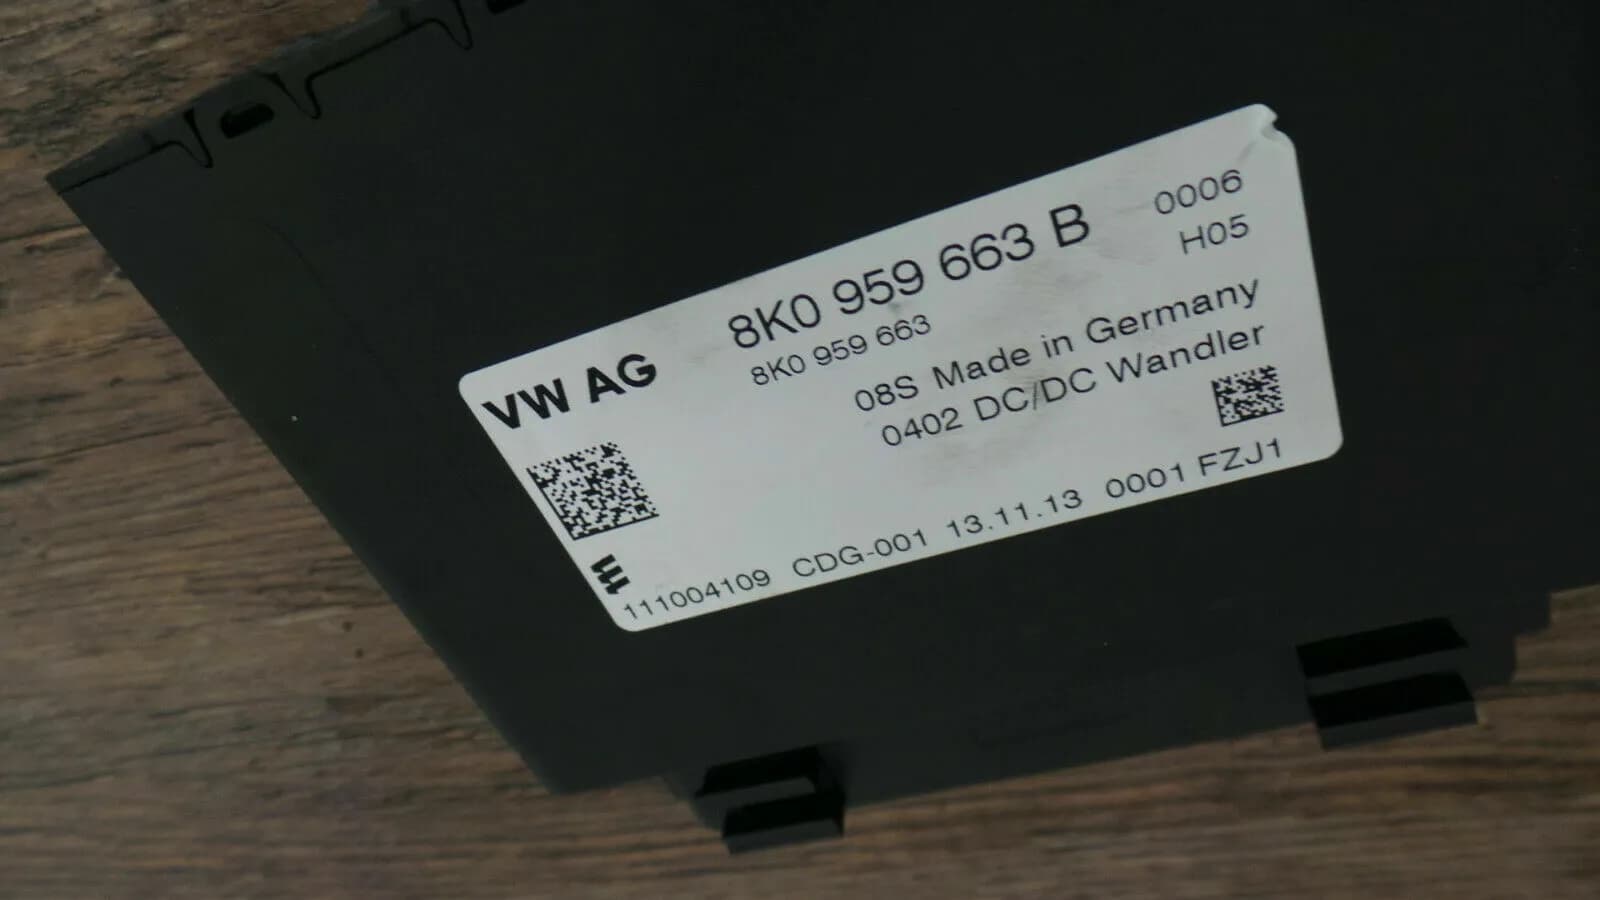 VW AG 8K0 959 663 B 0006
8K0 959 663 H05
08S Made in Germany
0402 DC/DC Wandler
111004109 CDG-001 13.11.13 0001 FZJ1